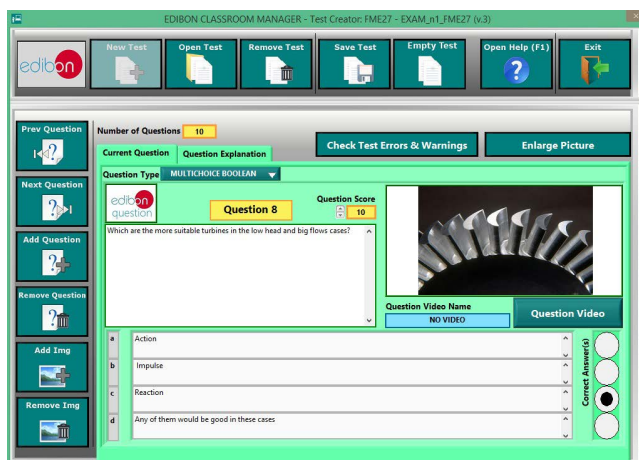 EDIBON CLASSROOM MANAGER - Test Creator: FME27 - EXAM_n1_FME27 (v.3)
edibon
New Test
Open Test
Remove Test
Save Test
Empty Test
Open Help (F1)
Exit
Prev Question
Next Question
Add Question
Remove Question
Add Img
Remove Img
Number of Questions 10
Check Test Errors & Warnings
Enlarge Picture
Current Question
Question Explanation
Question Type MULTICHOICE BOOLEAN
edibon
question
Question 8
Question Score
10
Which are the more suitable turbines in the low head and big flows cases?
Question Video Name
NO VIDEO
Question Video
a Action
b Impulse
c Reaction
d Any of them would be good in these cases
Correct Answer(s)